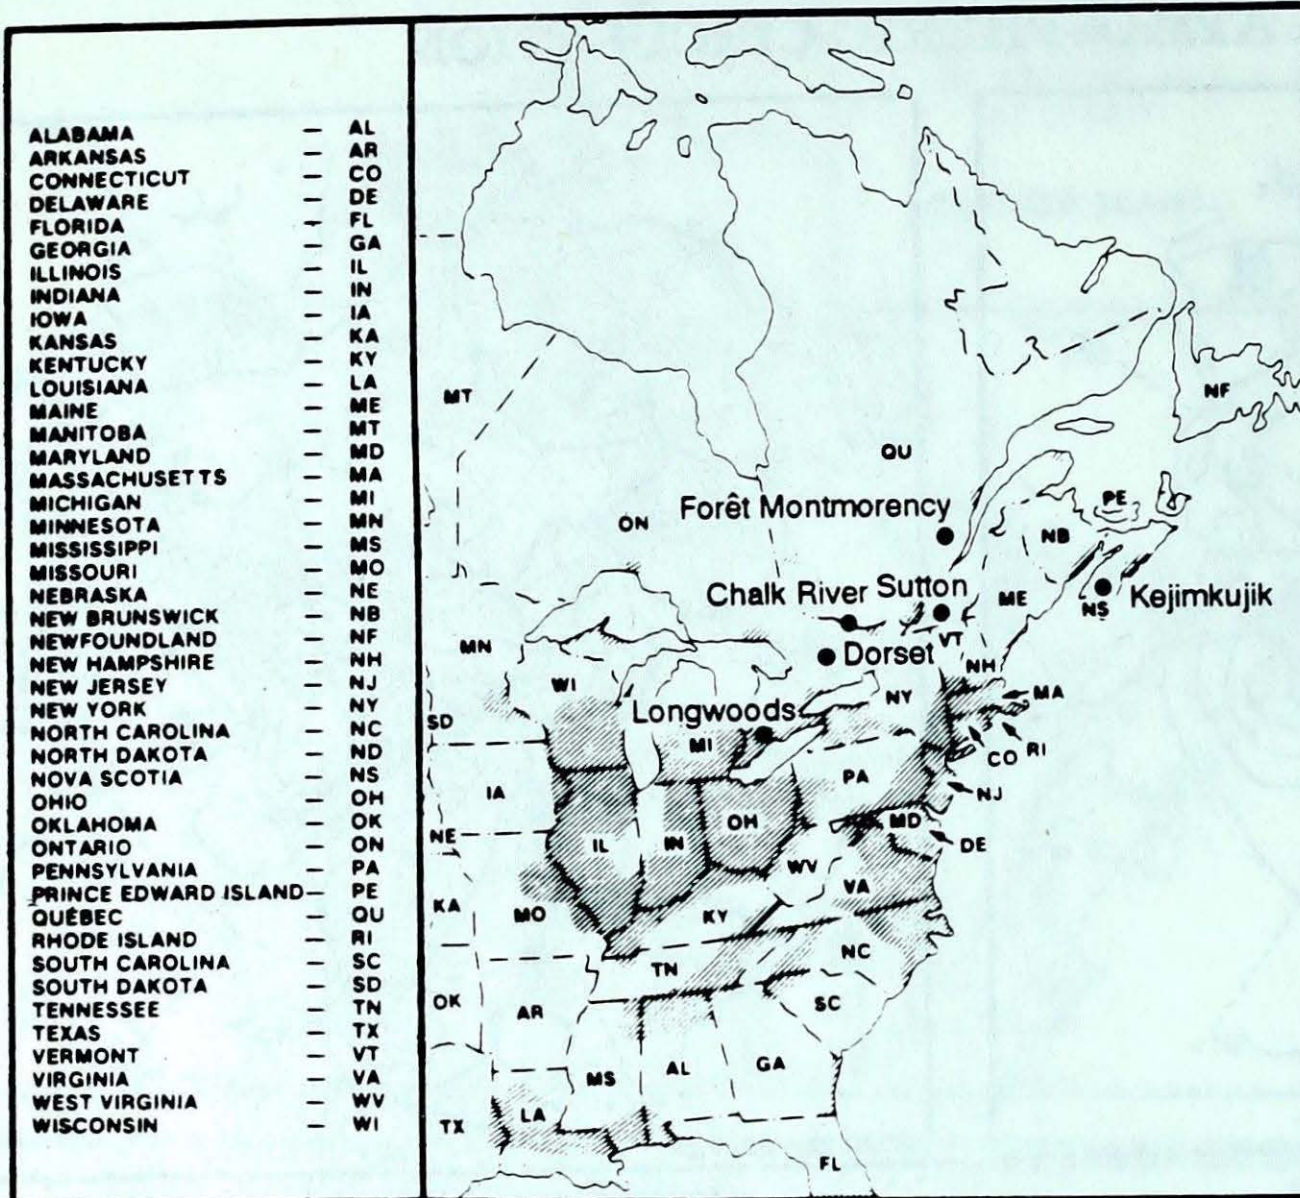 ALABAMA – AL
ARKANSAS – AR
CONNECTICUT – CO
DELAWARE – DE
FLORIDA – FL
GEORGIA – GA
ILLINOIS – IL
INDIANA – IN
IOWA – IA
KANSAS – KA
KENTUCKY – KY
LOUISIANA – LA
MAINE – ME
MANITOBA – MT
MARYLAND – MD
MASSACHUSETTS – MA
MICHIGAN – MI
MINNESOTA – MN
MISSISSIPPI – MS
MISSOURI – MO
NEBRASKA – NE
NEW BRUNSWICK – NB
NEWFOUNDLAND – NF
NEW HAMPSHIRE – NH
NEW JERSEY – NJ
NEW YORK – NY
NORTH CAROLINA – NC
NORTH DAKOTA – ND
NOVA SCOTIA – NS
OHIO – OH
OKLAHOMA – OK
ONTARIO – ON
PENNSYLVANIA – PA
PRINCE EDWARD ISLAND – PE
QUÉBEC – QU
RHODE ISLAND – RI
SOUTH CAROLINA – SC
SOUTH DAKOTA – SD
TENNESSEE – TN
TEXAS – TX
VERMONT – VT
VIRGINIA – VA
WEST VIRGINIA – WV
WISCONSIN – WI
MT
NF
QU
PE
Forêt Montmorency
ON
NB
Chalk River Sutton
ME
NS
Kejimkujik
VT
MN
Dorset
NH
WI
NY
MA
SD
Longwoods
MI
CO
RI
IA
PA
NJ
NE
IL
IN
OH
MD
DE
WV
VA
KA
MO
KY
NC
TN
OK
AR
SC
MS
AL
GA
LA
TX
FL